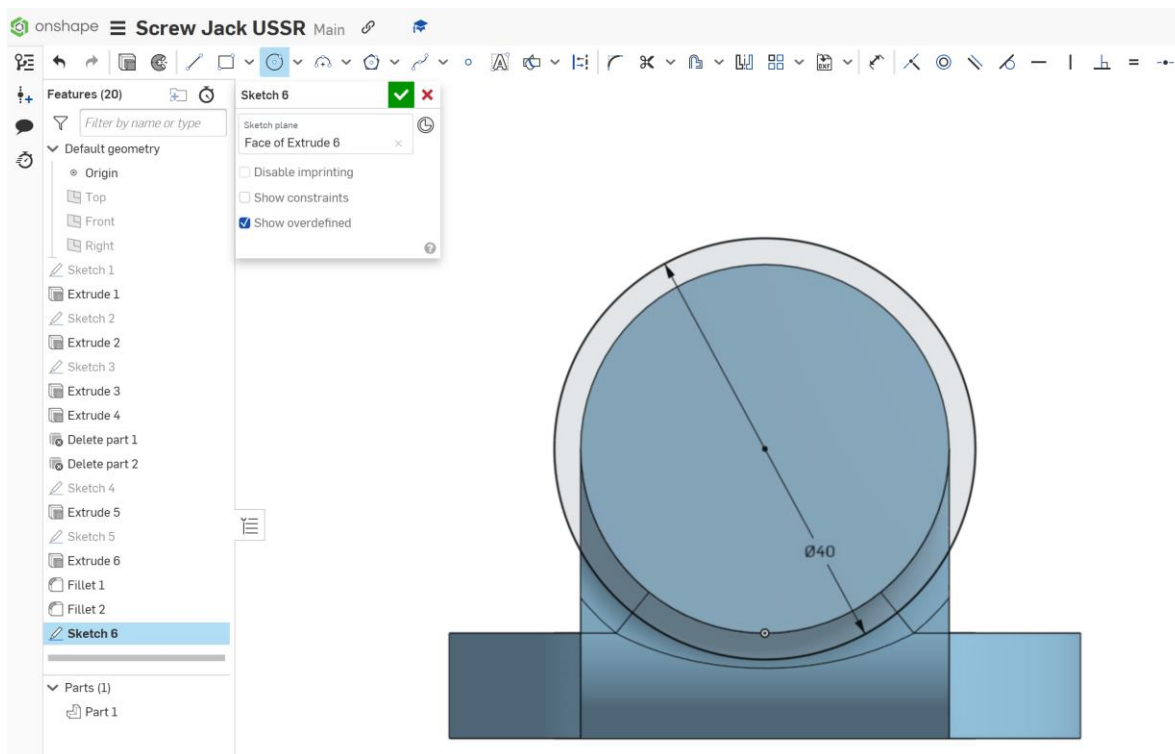 onshape Screw Jack USSR Main
Features (20)
Filter by name or type
Default geometry
Origin
Top
Front
Right
Sketch 1
Extrude 1
Sketch 2
Extrude 2
Sketch 3
Extrude 3
Extrude 4
Delete part 1
Delete part 2
Sketch 4
Extrude 5
Sketch 5
Extrude 6
Fillet 1
Fillet 2
Sketch 6
Parts (1)
Part 1
Sketch 6
Sketch plane
Face of Extrude 6
Disable imprinting
Show constraints
Show overdefined
Ø40